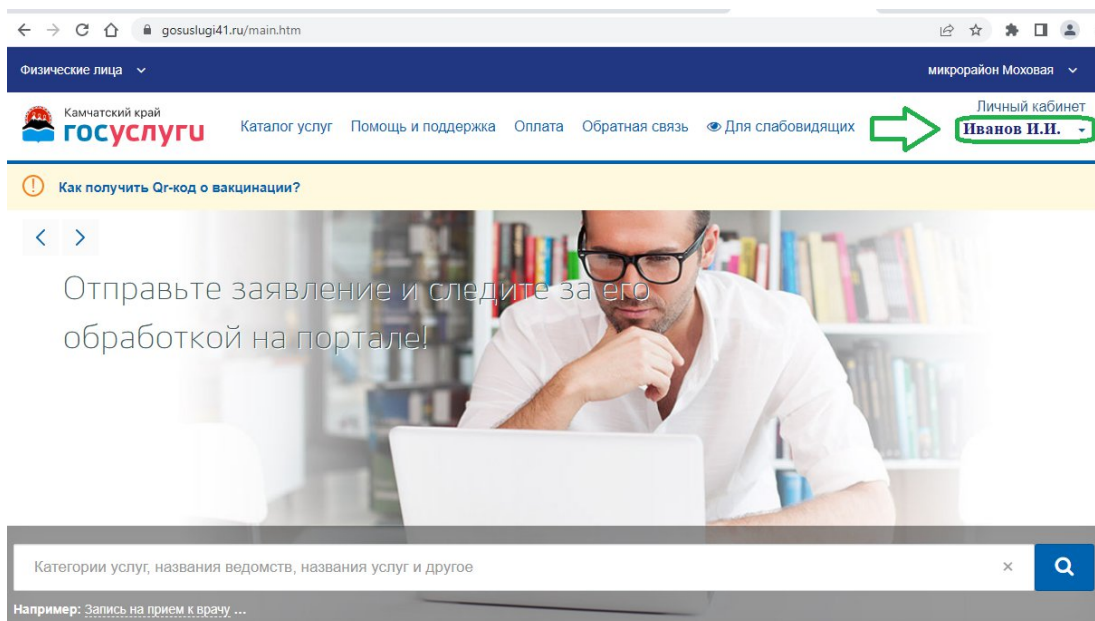 gosuslugi41.ru/main.htm
Физические лица
микрорайон Моховая
Камчатский край
госуслуги
Каталог услуг Помощь и поддержка Оплата Обратная связь Для слабовидящих
Личный кабинет
Иванов И.И.
Как получить Qr-код о вакцинации?
Отправьте заявление и следите за его
обработкой на портале!
Категории услуг, названия ведомств, названия услуг и другое
Например: Запись на прием к врачу ...